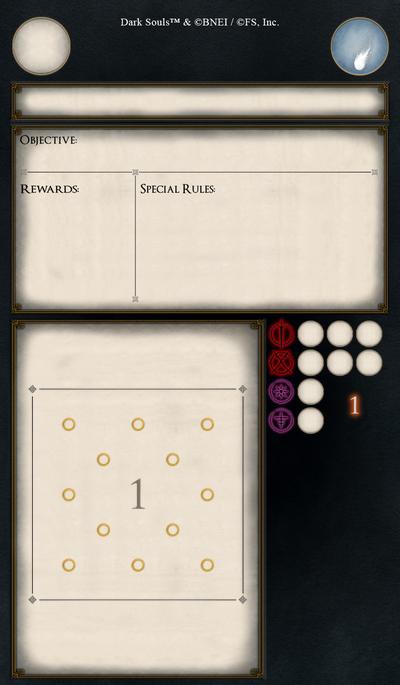 Dark Souls™ & ©BNEI / ©FS, Inc.
Objective:
Rewards:
Special Rules:
1
1